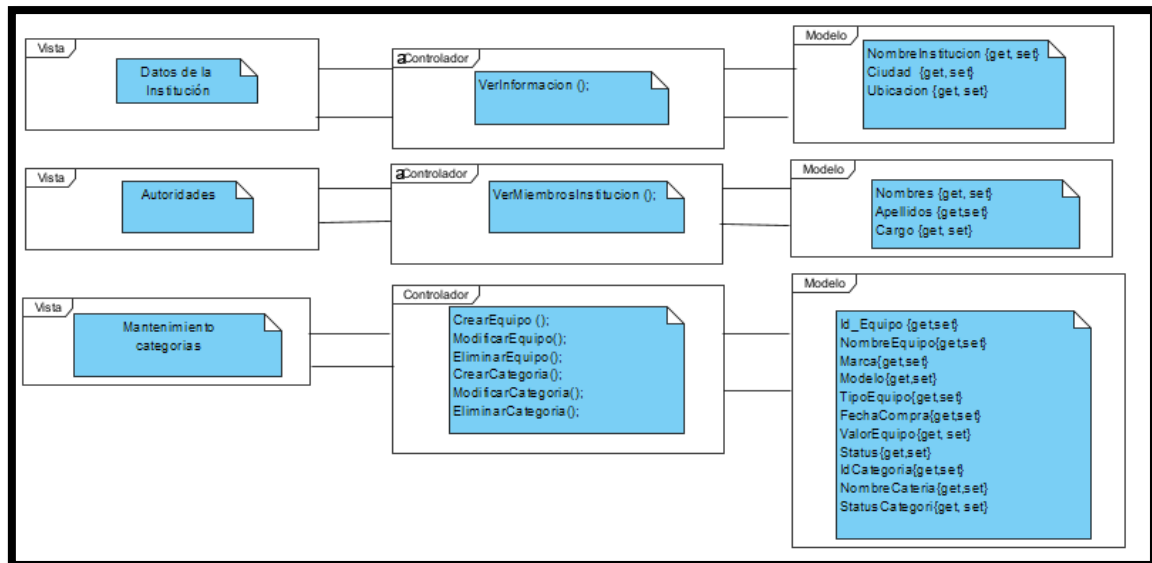 Vista
Datos de la
Institución
aControlador
VerInformacion ();
Modelo
NombreInstitucion {get, set}
Ciudad {get, set}
Ubicacion {get, set}
Vista
Autoridades
aControlador
VerMiembrosInstitucion ();
Modelo
Nombres {get, set}
Apellidos {get,set}
Cargo {get, set}
Vista
Mantenimiento
categorias
Controlador
CrearEquipo ();
ModificarEquipo();
EliminarEquipo();
CrearCategoria();
ModificarCategoria();
EliminarCategoria();
Modelo
Id_Equipo {get,set}
NombreEquipo{get,set}
Marca{get,set}
Modelo{get,set}
TipoEquipo{get,set}
FechaCompra{get,set}
ValorEquipo{get, set}
Status{get,set}
IdCategoria{get,set}
NombreCateria{get,set}
StatusCategori{get, set}